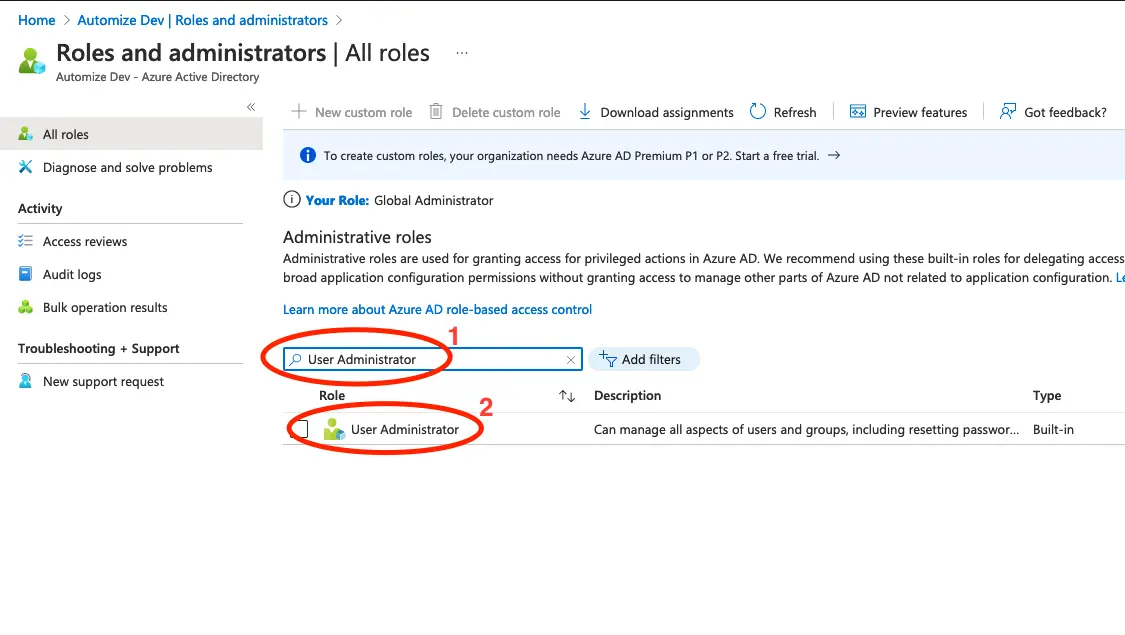 Home > Automize Dev | Roles and administrators >
Roles and administrators | All roles ...
Automize Dev - Azure Active Directory
«
All roles
Diagnose and solve problems
Activity
Access reviews
Audit logs
Bulk operation results
Troubleshooting + Support
New support request
New custom role Delete custom role Download assignments Refresh Preview features Got feedback?
To create custom roles, your organization needs Azure AD Premium P1 or P2. Start a free trial. →
Your Role: Global Administrator
Administrative roles
Administrative roles are used for granting access for privileged actions in Azure AD. We recommend using these built-in roles for delegating access
broad application configuration permissions without granting access to manage other parts of Azure AD not related to application configuration. Le
Learn more about Azure AD role-based access control
1
User Administrator Add filters
Role ↑↓ Description Type
2
User Administrator Can manage all aspects of users and groups, including resetting passwor... Built-in